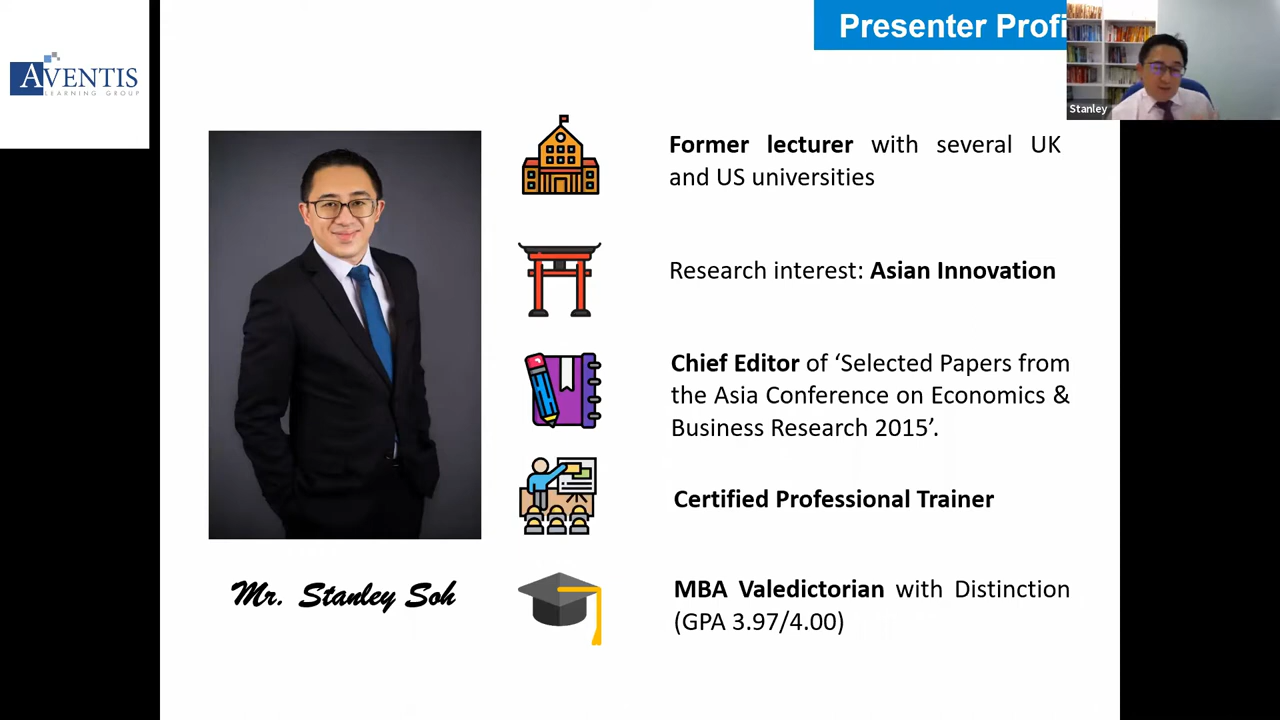 Presenter Profi
AVENTIS
LEARNING GROUP
Stanley
Former lecturer with several UK
and US universities
Research interest: Asian Innovation
Chief Editor of ‘Selected Papers from
the Asia Conference on Economics &
Business Research 2015’.
Certified Professional Trainer
Mr. Stanley Soh
MBA Valedictorian with Distinction
(GPA 3.97/4.00)